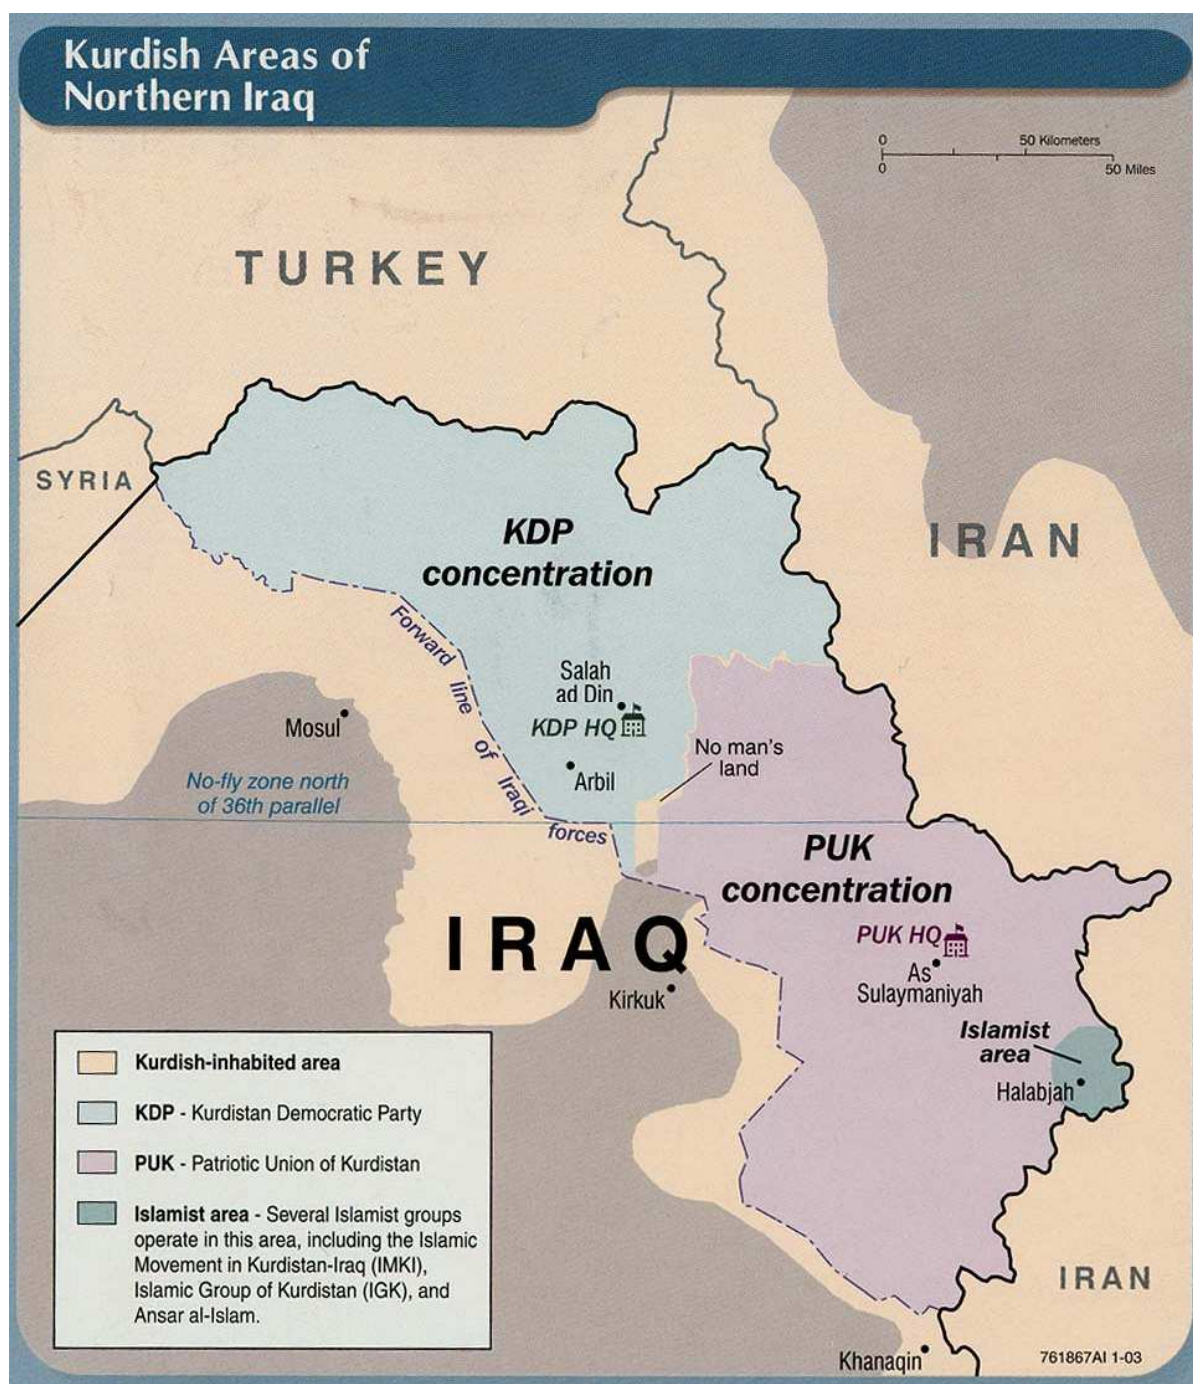 Kurdish Areas of
Northern Iraq
0
50 Kilometers
0
50 Miles
TURKEY
SYRIA
IRAN
KDP
concentration
Forward line of Iraqi forces
Salah
ad Din
KDP HQ
Mosul
Arbil
No man's
land
No-fly zone north
of 36th parallel
PUK
concentration
IRAQ
PUK HQ
As
Sulaymaniyah
Kirkuk
Islamist
area
Halabjah
Kurdish-inhabited area
KDP - Kurdistan Democratic Party
PUK - Patriotic Union of Kurdistan
Islamist area - Several Islamist groups
operate in this area, including the Islamic
Movement in Kurdistan-Iraq (IMKI),
Islamic Group of Kurdistan (IGK), and
Ansar al-Islam.
IRAN
Khanaqin
761867AI 1-03